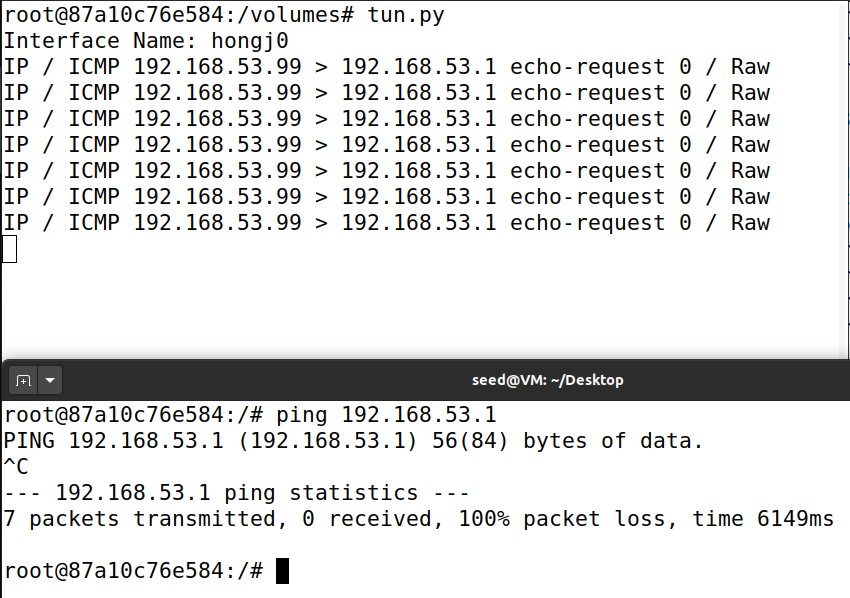 root@87a10c76e584:/volumes# tun.py
Interface Name: hongj0
IP / ICMP 192.168.53.99 > 192.168.53.1 echo-request 0 / Raw
IP / ICMP 192.168.53.99 > 192.168.53.1 echo-request 0 / Raw
IP / ICMP 192.168.53.99 > 192.168.53.1 echo-request 0 / Raw
IP / ICMP 192.168.53.99 > 192.168.53.1 echo-request 0 / Raw
IP / ICMP 192.168.53.99 > 192.168.53.1 echo-request 0 / Raw
IP / ICMP 192.168.53.99 > 192.168.53.1 echo-request 0 / Raw
IP / ICMP 192.168.53.99 > 192.168.53.1 echo-request 0 / Raw
seed@VM: ~/Desktop
root@87a10c76e584:/# ping 192.168.53.1
PING 192.168.53.1 (192.168.53.1) 56(84) bytes of data.
^C
--- 192.168.53.1 ping statistics ---
7 packets transmitted, 0 received, 100% packet loss, time 6149ms
root@87a10c76e584:/#